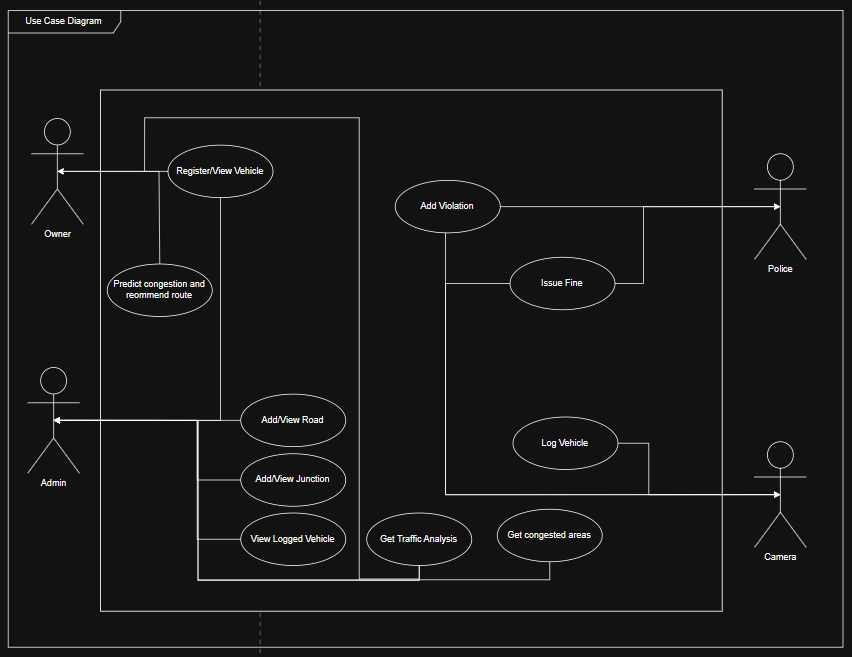 Use Case Diagram
Register/View Vehicle
Add Violation
Owner
Police
Predict congestion and
reommend route
Issue Fine
Add/View Road
Log Vehicle
Admin
Add/View Junction
View Logged Vehicle
Get Traffic Analysis
Get congested areas
Camera